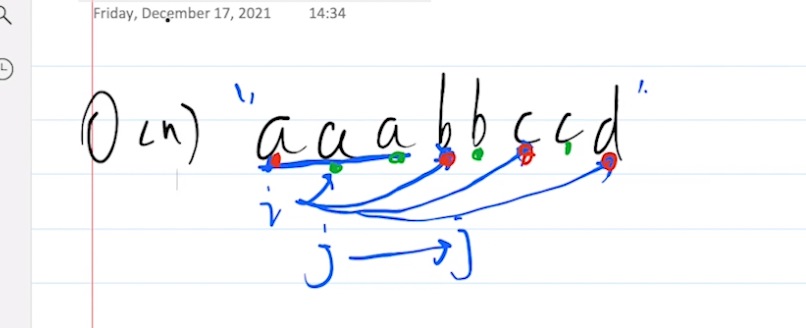 Friday, December 17, 2021 14:34
O(n) "aaabbccd"
i
j j